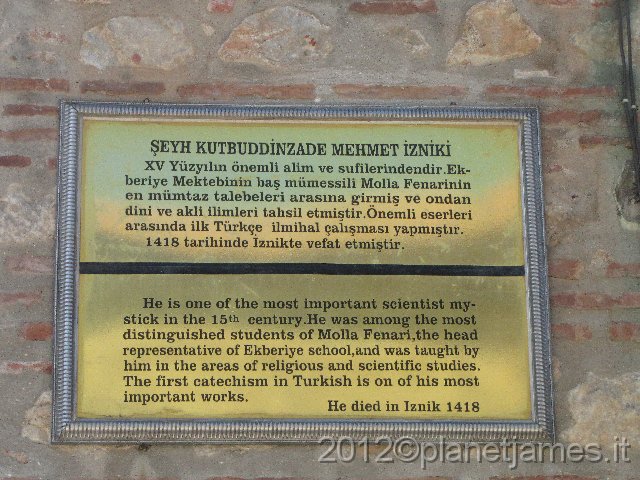 ŞEYH KUTBUDDİNZADE MEHMET İZNİKİ
XV Yüzyılın önemli alim ve sufilerindendir.Ek-
beriye Mektebinin baş mümessili Molla Fenarinin
en mümtaz talebeleri arasına girmiş ve ondan
dini ve akli ilimleri tahsil etmiştir.Önemli eserleri
arasında ilk Türkçe ilmihal çalışması yapmıştır.
1418 tarihinde İznikte vefat etmiştir.
He is one of the most important scientist my-
stick in the 15th century.He was amoug the most
distinguished students of Molla Fenari,the head
representative of Ekberiye school,and was taught by
him in the areas of religious and scientific studies.
The first catechism in Turkish is on of his most
important works.
He died in Iznik 1418
2012©planetjames.it